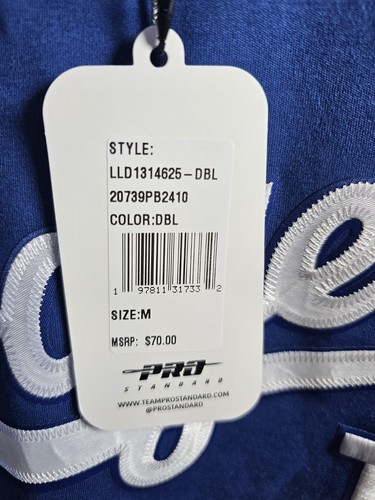 STYLE:
LLD1314625-DBL
20739PB2410
COLOR:DBL
1 97811 31733 2
SIZE:M
MSRP: $70.00
PRO
STANDARD
WWW.TEAMPROSTANDARD.COM
@PROSTANDARD